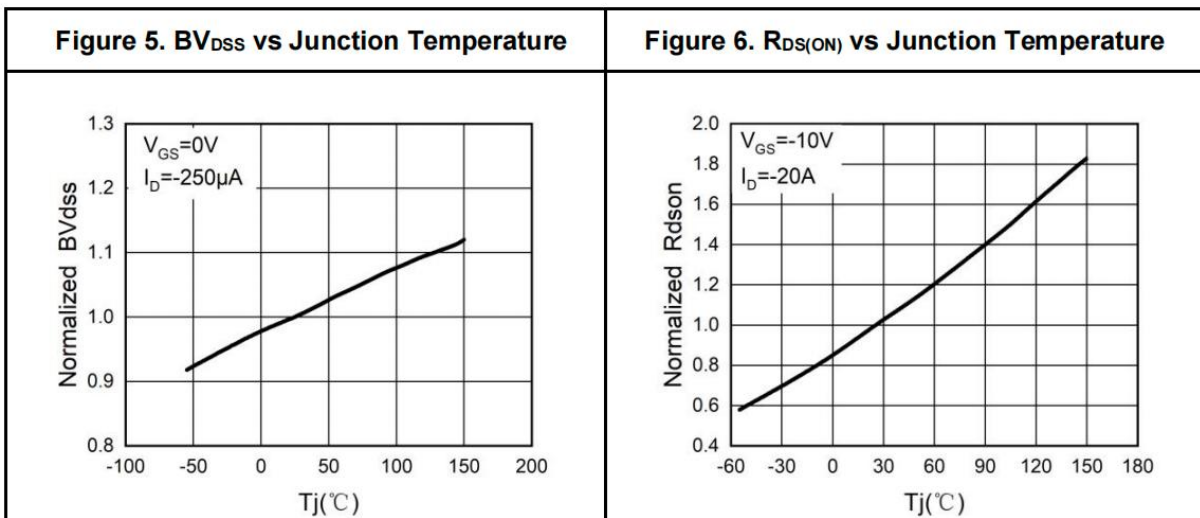 Figure 5. BVDSS vs Junction Temperature
Figure 6. RDS(ON) vs Junction Temperature
VGS=0V
ID=-250μA
Normalized BVdss
1.3
1.2
1.1
1.0
0.9
0.8
-100 -50 0 50 100 150 200
Tj(℃)
VGS=-10V
ID=-20A
Normalized Rdson
2.0
1.8
1.6
1.4
1.2
1.0
0.8
0.6
0.4
-60 -30 0 30 60 90 120 150 180
Tj(℃)